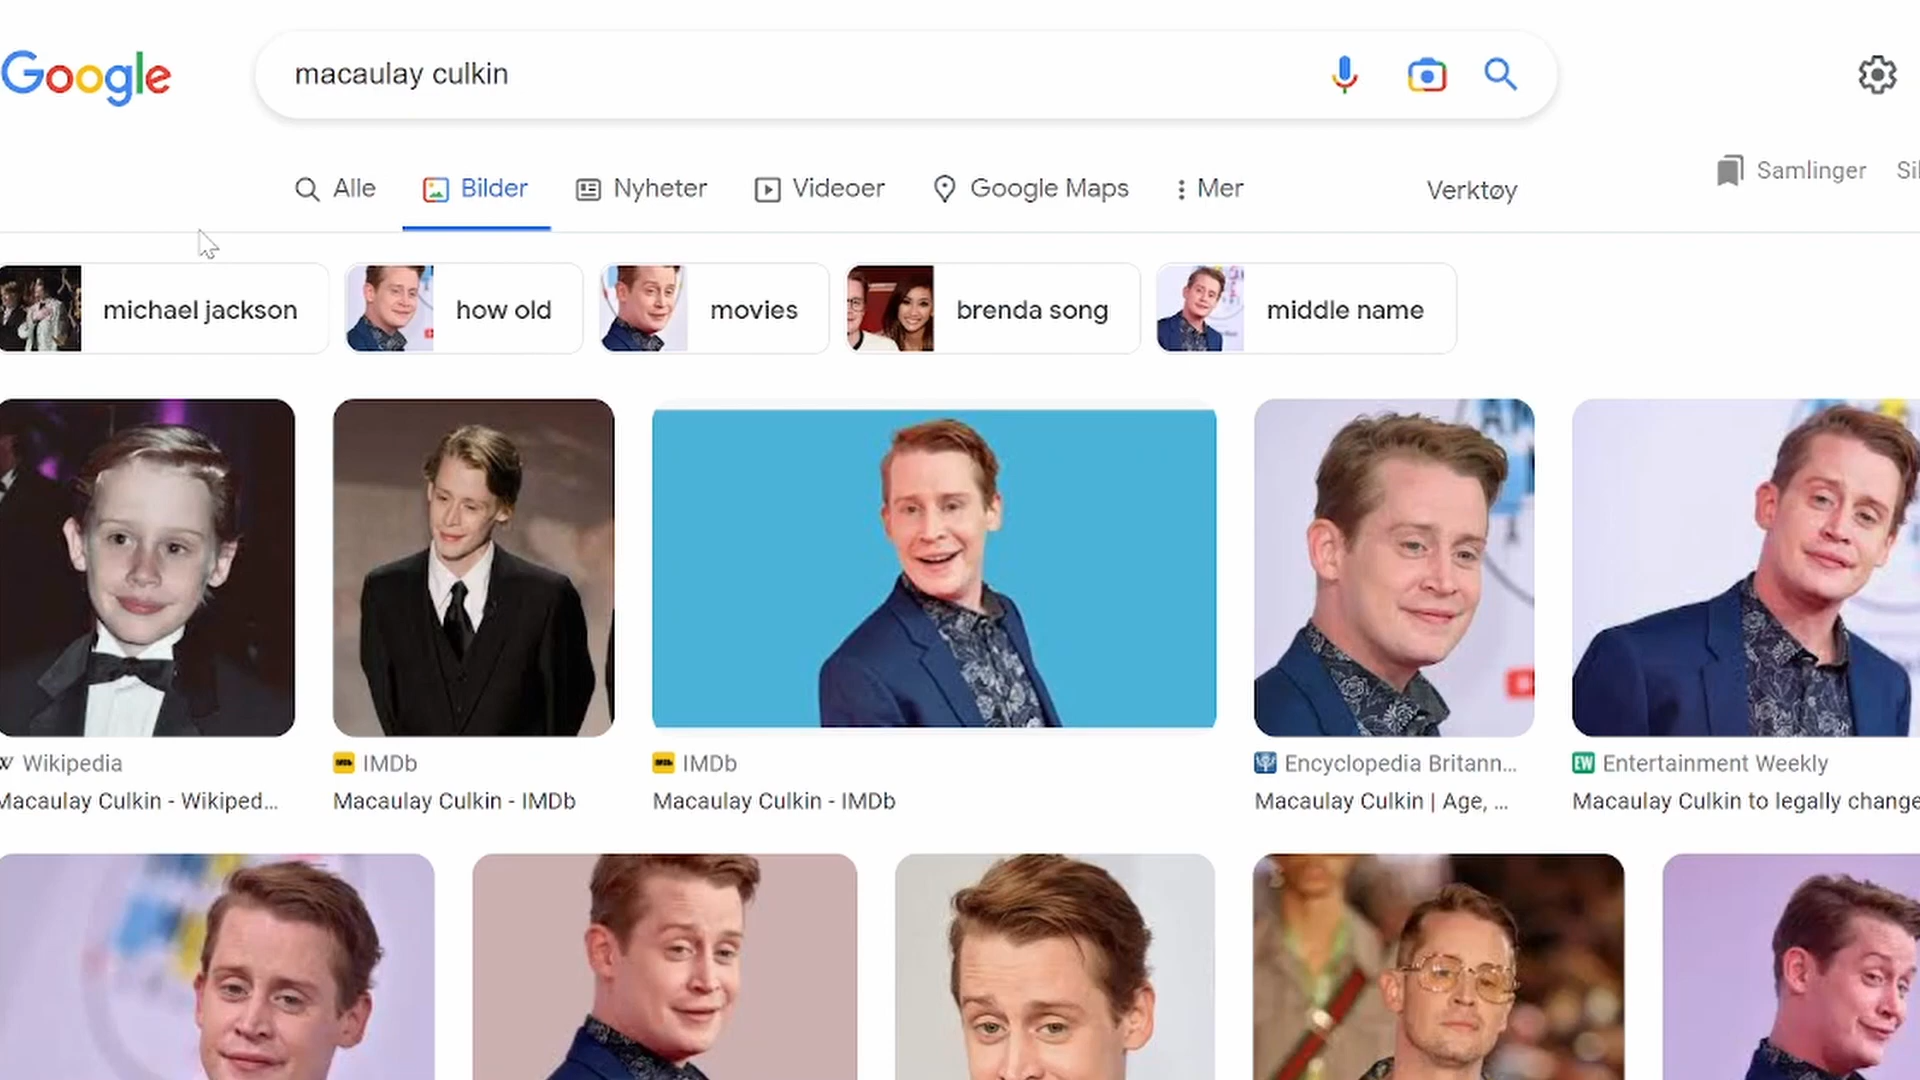 Google
macaulay culkin
Alle
Bilder
Nyheter
Videoer
Google Maps
Mer
Verktøy
Samlinger
michael jackson
how old
movies
brenda song
middle name
Wikipedia
IMDb
IMDb
Encyclopedia Britann...
EW Entertainment Weekly
Macaulay Culkin - Wikiped...
Macaulay Culkin - IMDb
Macaulay Culkin - IMDb
Macaulay Culkin | Age, ...
Macaulay Culkin to legally change